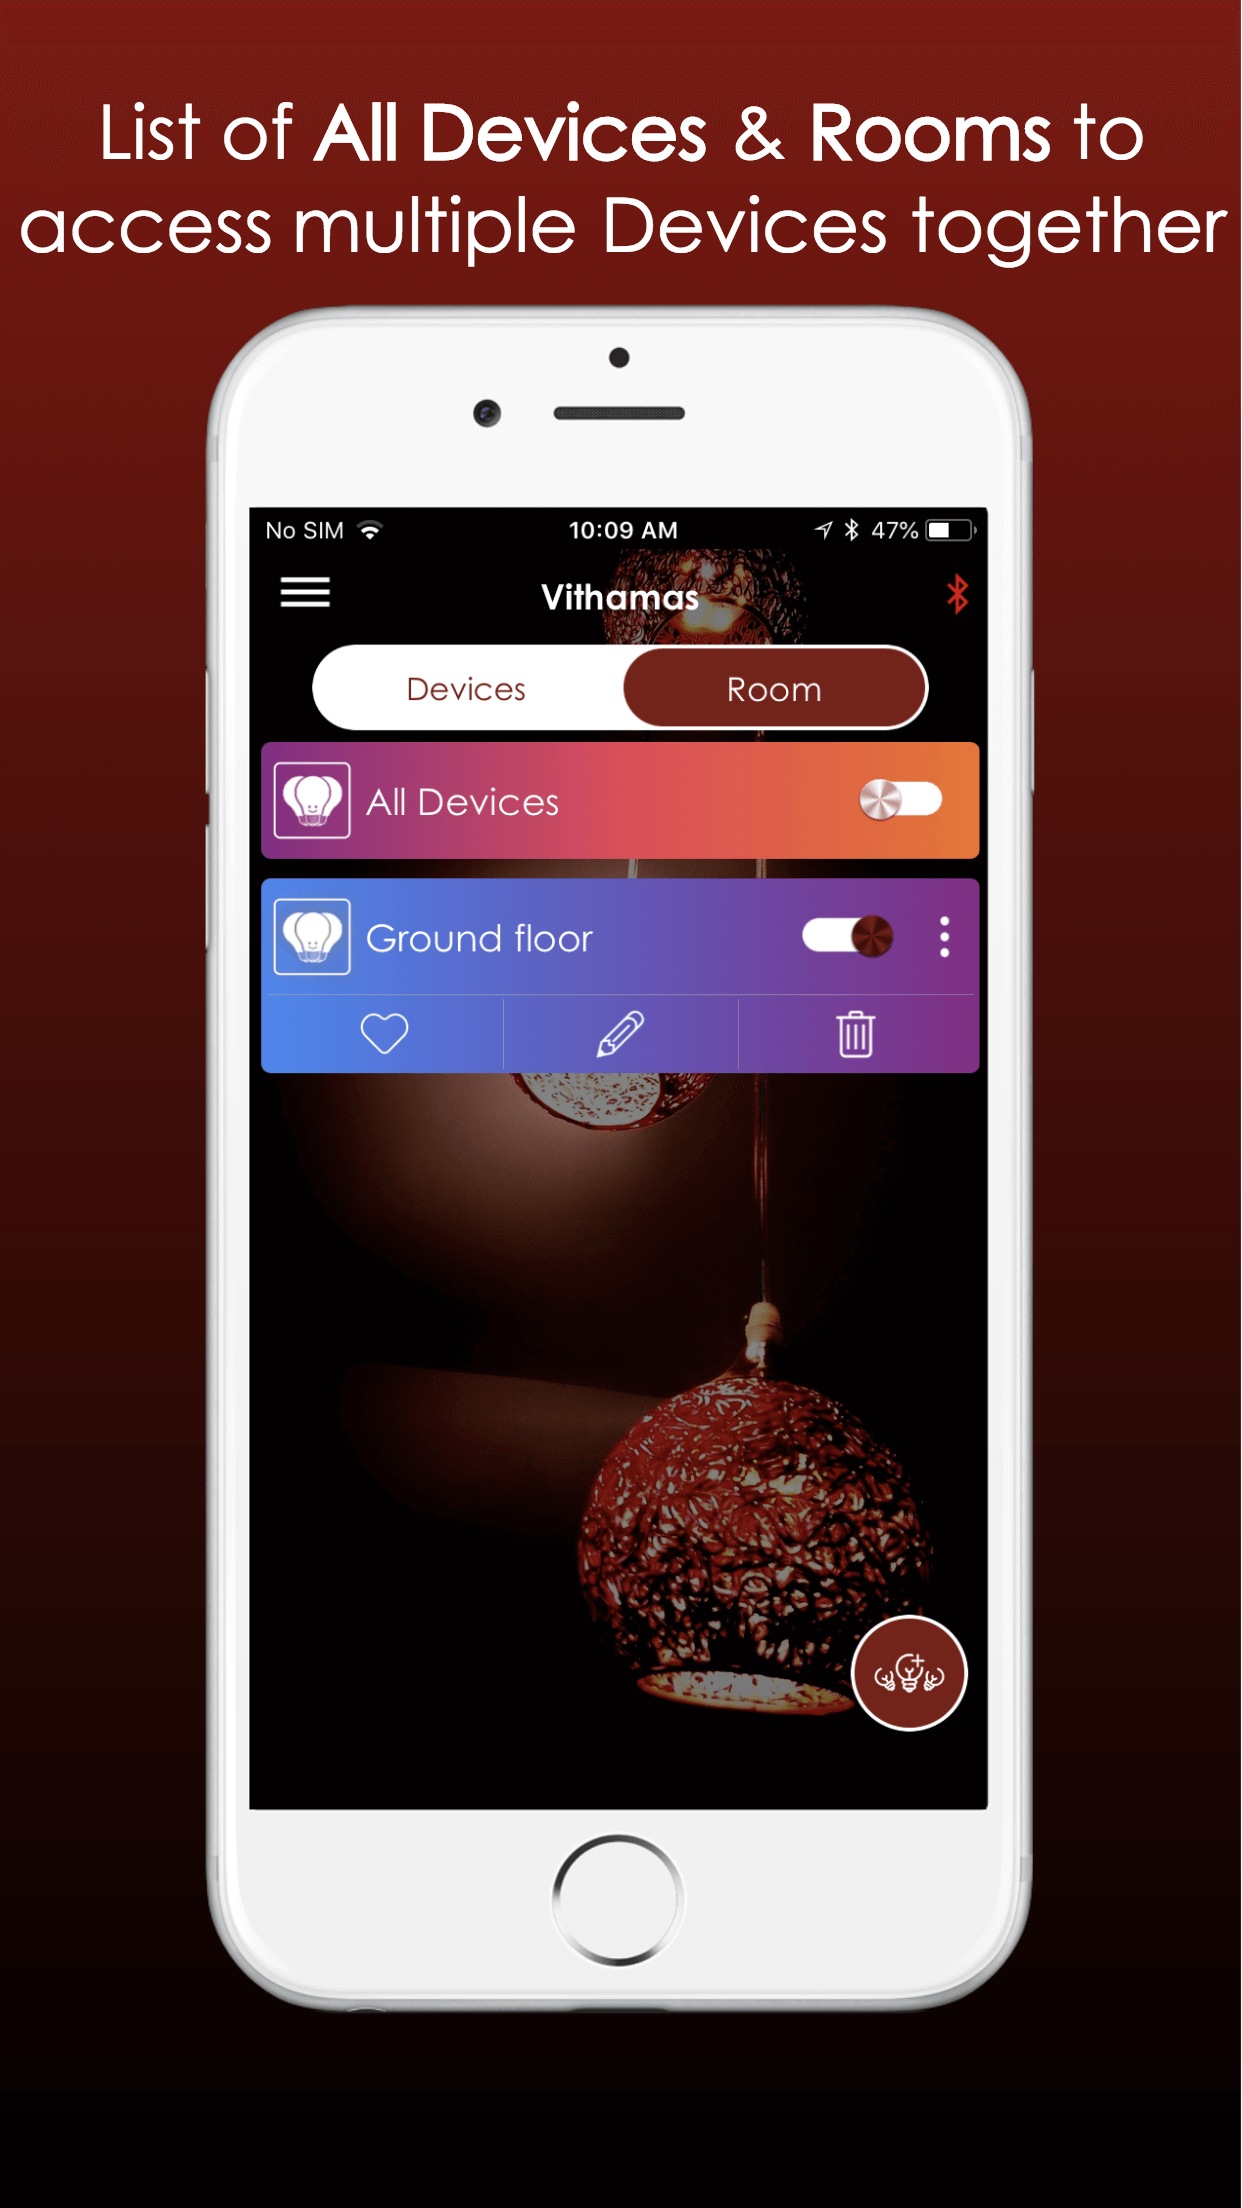 List of All Devices & Rooms to
access multiple Devices together
No SIM 10:09 AM 47%
Vithamas
Devices Room
All Devices
Ground floor